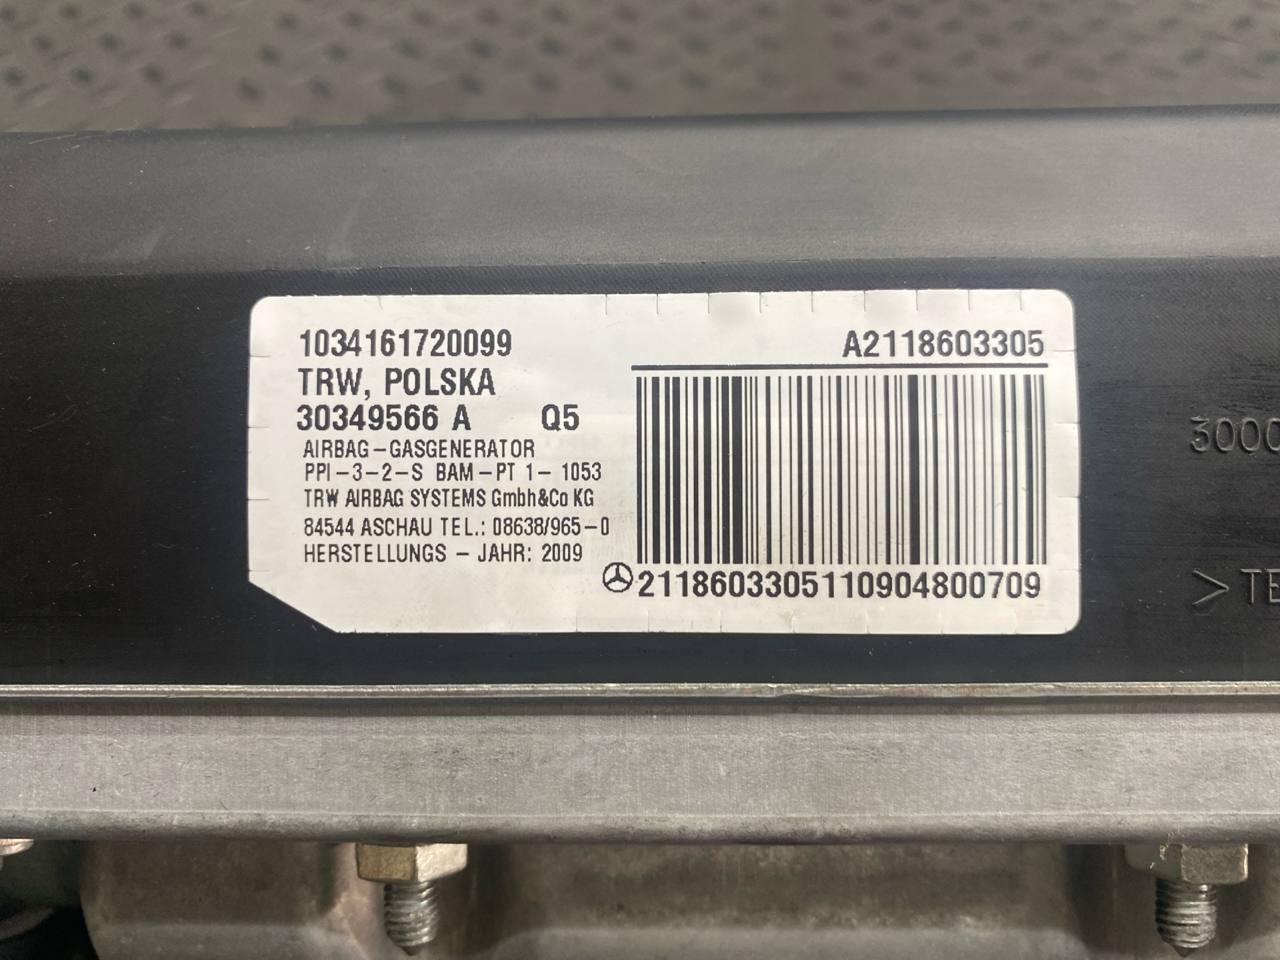 1034161720099
TRW, POLSKA
30349566 A Q5
AIRBAG-GASGENERATOR
PPI-3-2-S BAM-PT 1-1053
TRW AIRBAG SYSTEMS Gmbh&Co KG
84544 ASCHAU TEL.: 08638/965-0
HERSTELLUNGS - JAHR: 2009
A2118603305
2118603305110904800709